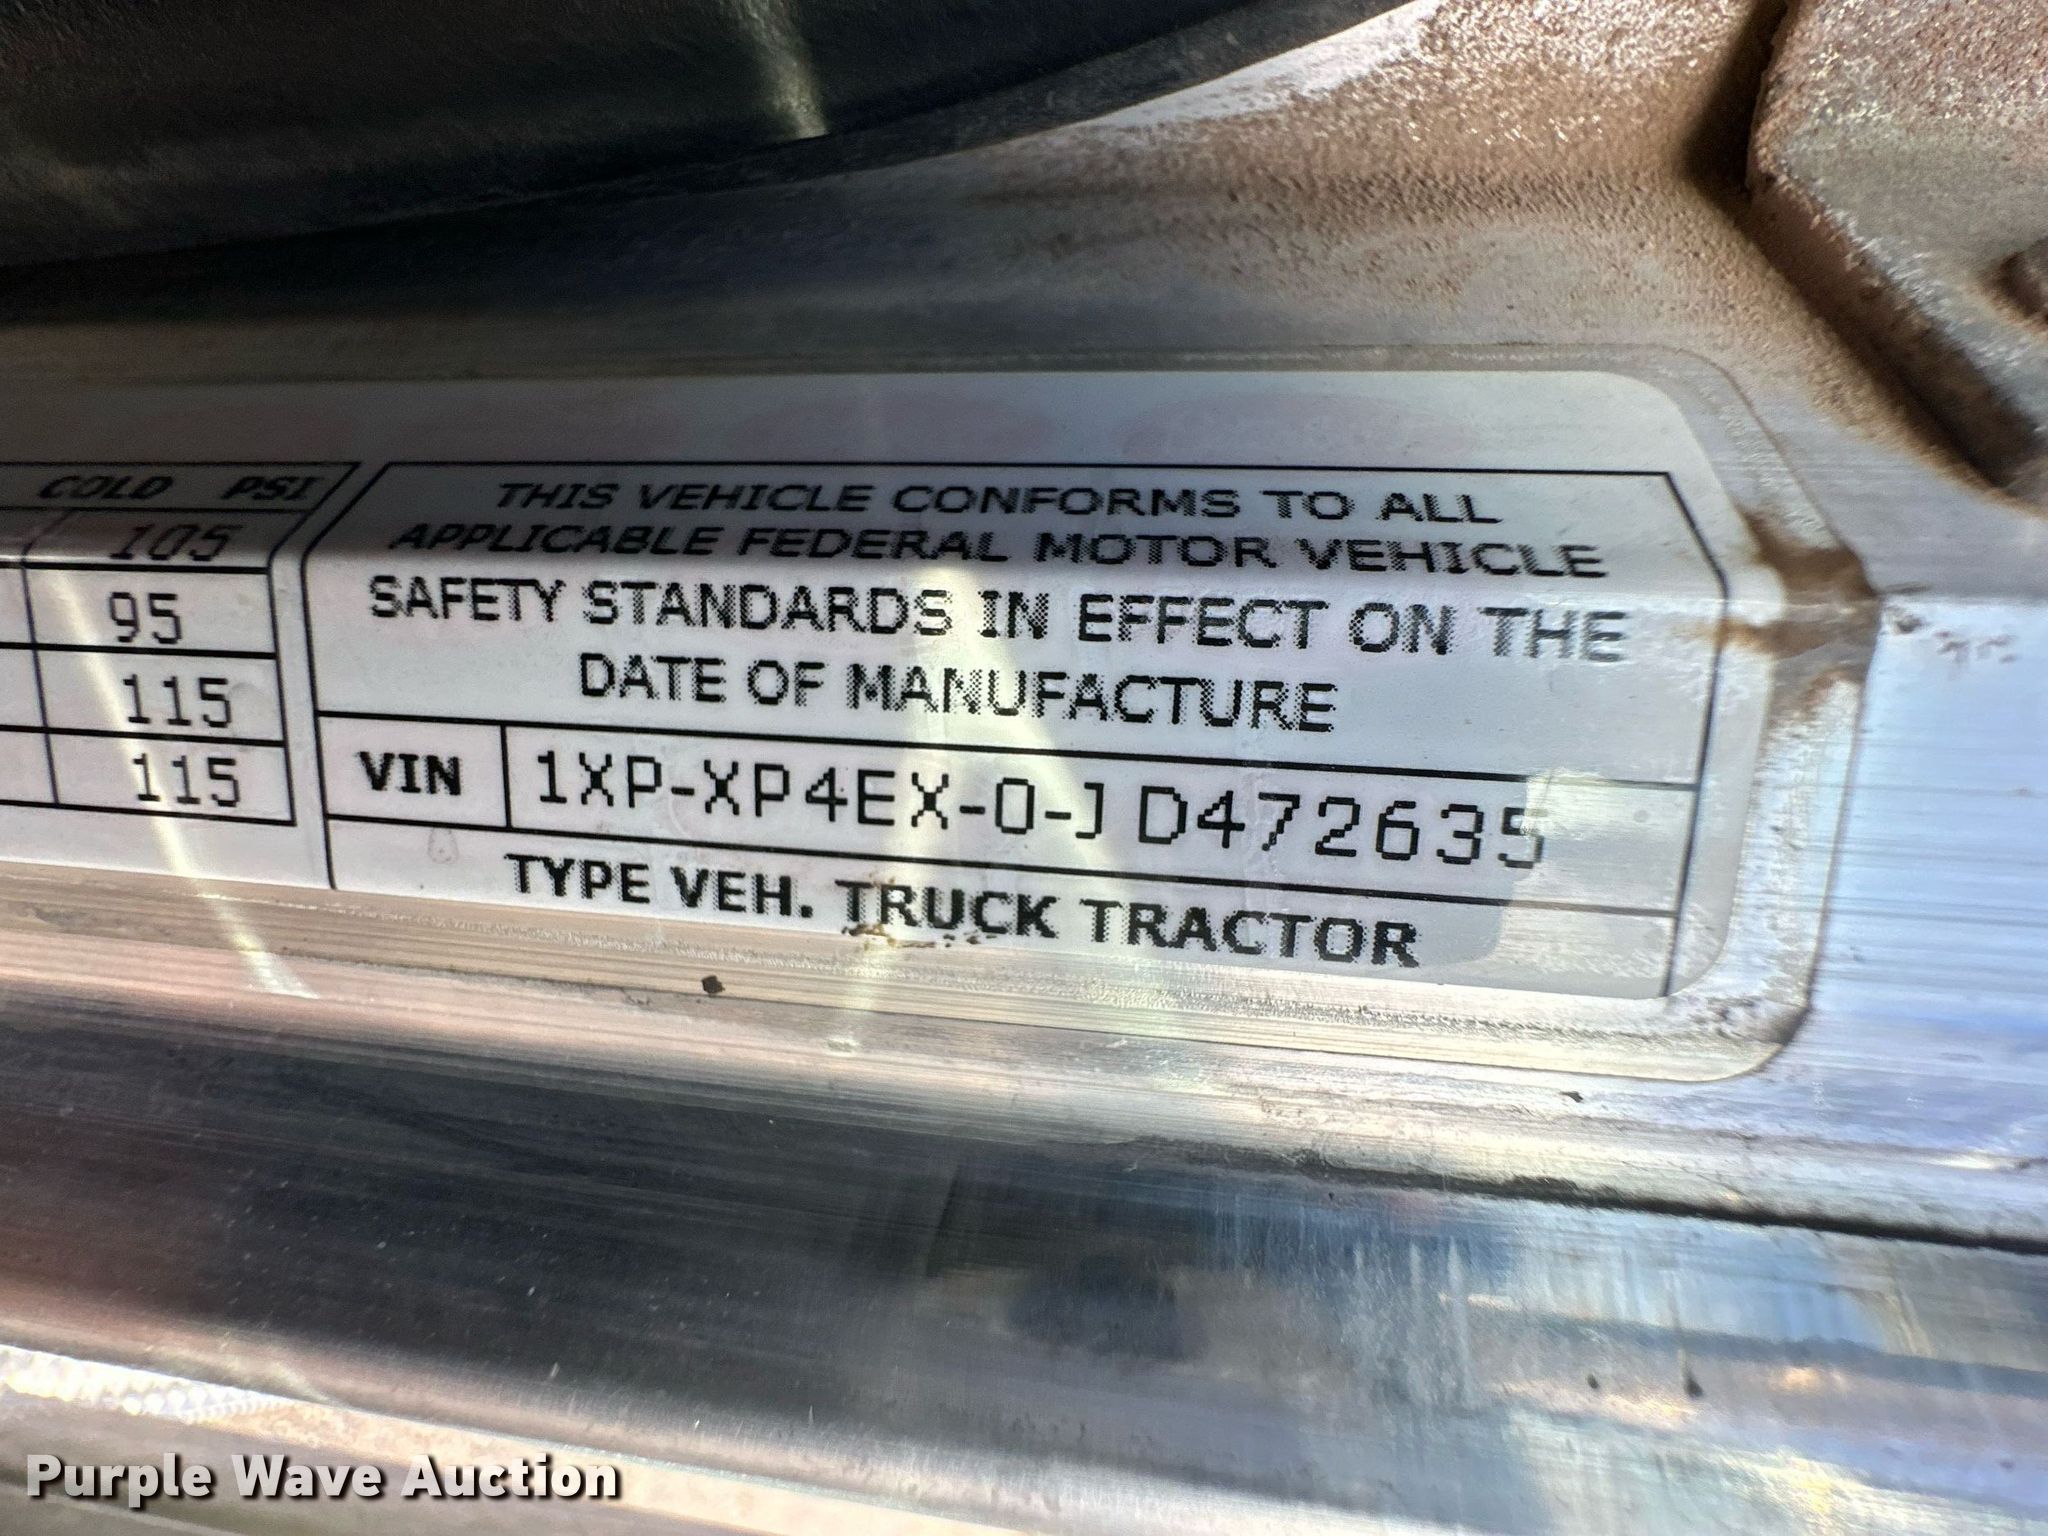 COLD PSI
105
95
115
115
THIS VEHICLE CONFORMS TO ALL
APPLICABLE FEDERAL MOTOR VEHICLE
SAFETY STANDARDS IN EFFECT ON THE
DATE OF MANUFACTURE
VIN 1XP-XP4EX-0-JD472635
TYPE VEH. TRUCK TRACTOR
Purple Wave Auction